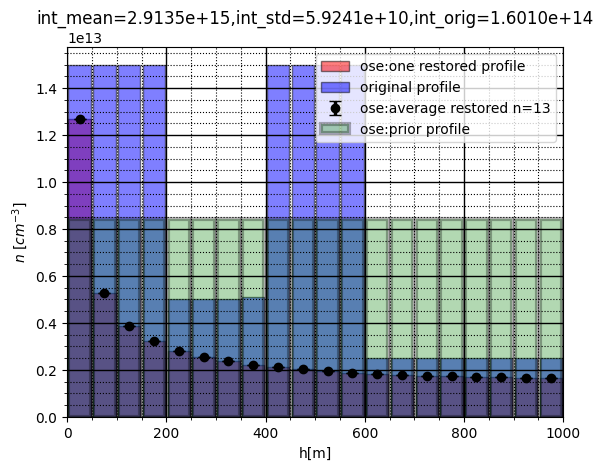 int_mean=2.9135e+15,int_std=5.9241e+10,int_orig=1.6010e+14
1e13
ose:one restored profile
original profile
ose:average restored n=13
ose:prior profile
1.4
1.2
1.0
0.8
0.6
0.4
0.2
0.0
n [cm⁻³]
0 200 400 600 800 1000
h[m]